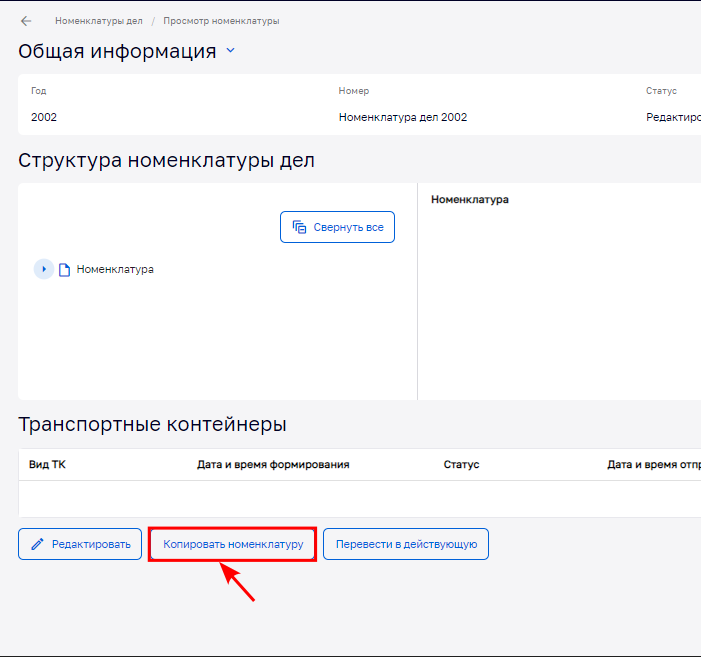 Номенклатуры дел / Просмотр номенклатуры
Общая информация
Год Номер Статус
2002 Номенклатура дел 2002 Редактиро
Структура номенклатуры дел
Номенклатура
Свернуть все
Номенклатура
Транспортные контейнеры
Вид ТК Дата и время формирования Статус Дата и время отпр
Редактировать Копировать номенклатуру Перевести в действующую